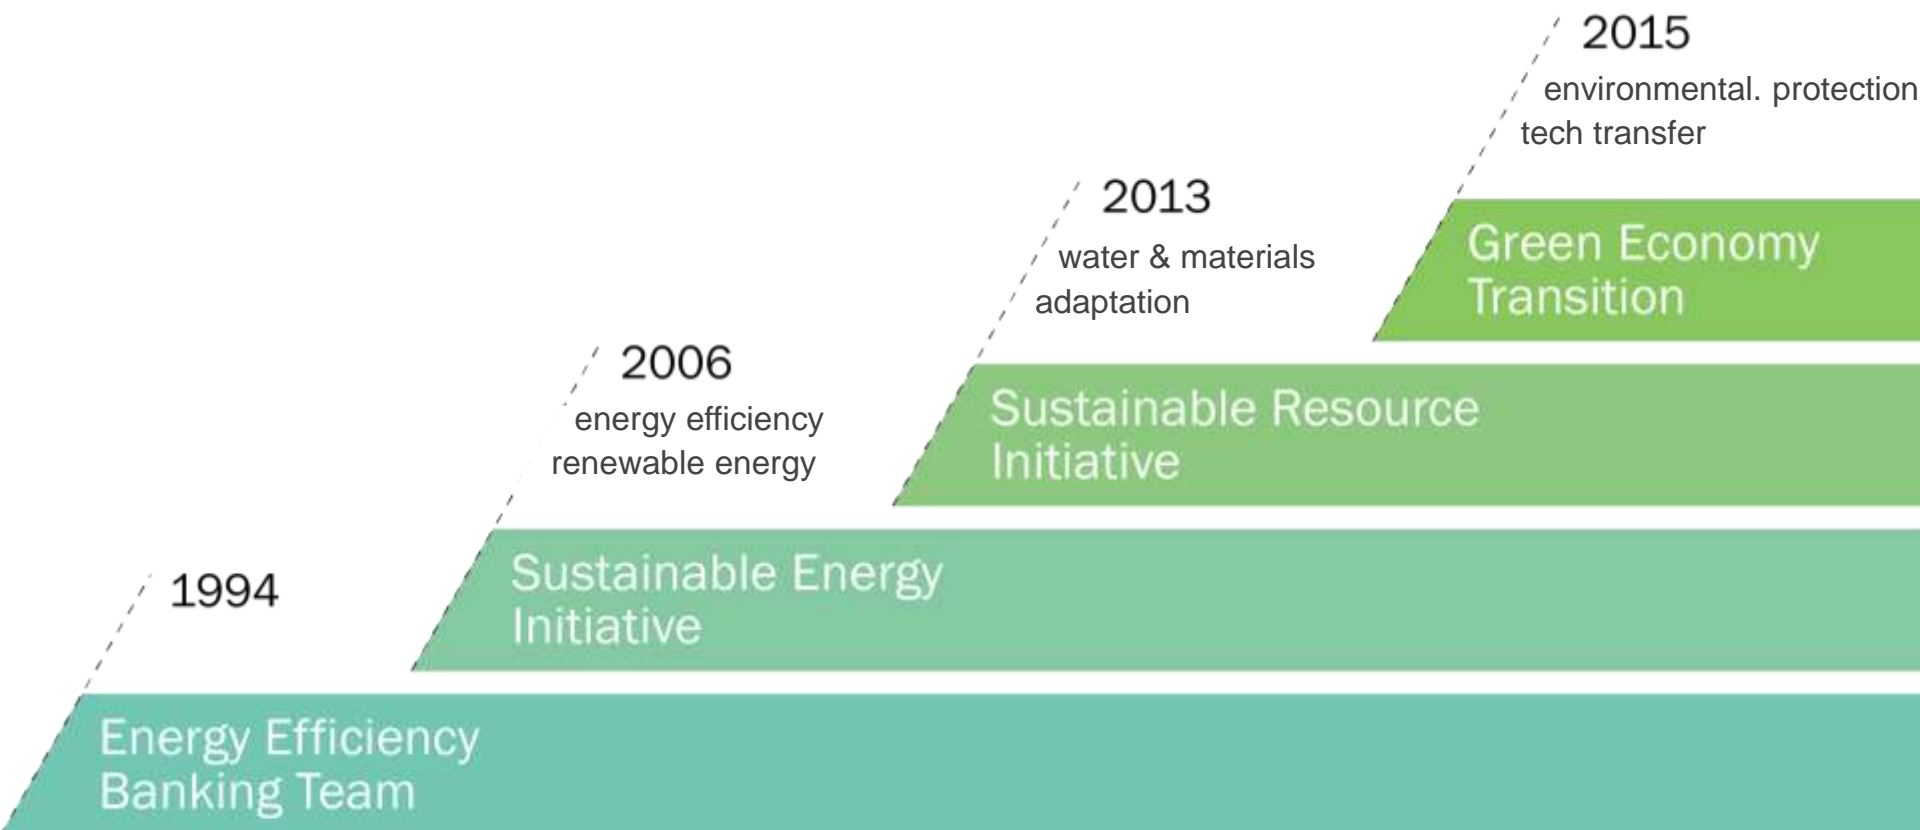 2015
environmental. protection
tech transfer
2013
water & materials
adaptation
Green Economy
Transition
2006
energy efficiency
renewable energy
Sustainable Resource
Initiative
1994
Sustainable Energy
Initiative
Energy Efficiency
Banking Team